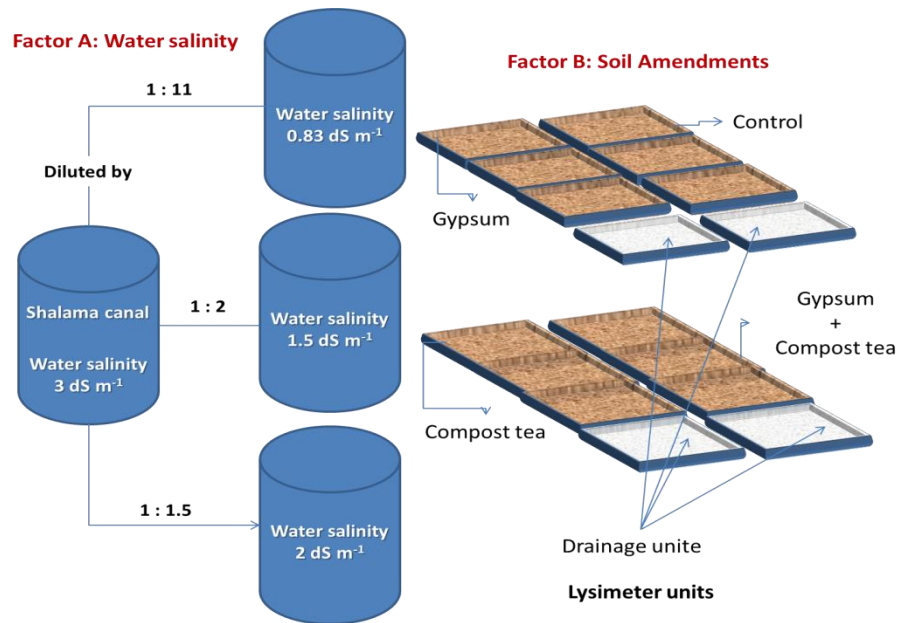 Factor A: Water salinity
1 : 11
Water salinity
0.83 dS m⁻¹
Diluted by
Shalama canal
Water salinity
3 dS m⁻¹
1 : 2
Water salinity
1.5 dS m⁻¹
1 : 1.5
Water salinity
2 dS m⁻¹
Factor B: Soil Amendments
Control
Gypsum
Gypsum
+
Compost tea
Compost tea
Drainage unite
Lysimeter units